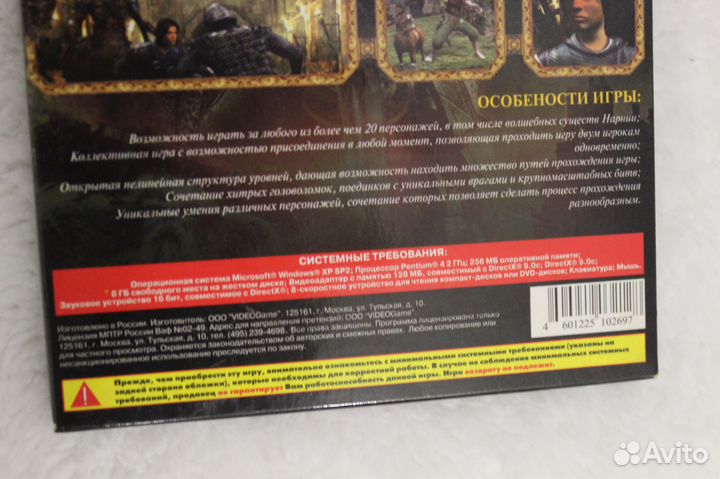 ОСОБЕНОСТИ ИГРЫ:
Возможность играть за любого из более чем 20 персонажей, в том числе волшебных существ Нарнии;
Коллективная игра с возможностью присоединения в любой момент, позволяющая проходить игру двум игрокам
одновременно;
Открытая нелинейная структура уровней, дающая возможность находить множество путей прохождения игры;
Сочетание хитрых головоломок, поединков с уникальными врагами и крупномасштабных битв;
Уникальные умения различных персонажей, сочетание которых позволяет сделать процесс прохождения
разнообразным.
СИСТЕМНЫЕ ТРЕБОВАНИЯ:
Операционная система Microsoft® Windows® XP SP2; Процессор Pentium® 4 2 ГГц; 256 МБ оперативной памяти;
8 ГБ свободного места на жестком диске; Видеоадаптер с памятью 128 МБ, совместимый с DirectX® 9.0c; DirectX® 9.0c;
Звуковое устройство 16 бит, совместимое с DirectX®; 8-скоростное устройство для чтения компакт-дисков или DVD-дисков; Клавиатура; Мышь.
Изготовлено в России. Изготовитель: ООО "VIDEOGame", 125161, г. Москва, ул. Тульская, д. 10.
Лицензия МПТР России Ваф №02-49. Адрес для направления претензий: ООО "VIDEOGame".
125161, г. Москва, ул. Тульская, д. 10, тел. (495) 239-4698. Все права защищены. Программа лицензирована только
для частного просмотра. Охраняется законодательством об авторских и смежных правах. Любое копирование или
несанкционированное использование преследуется по закону.
4 601225 102697
Прежде, чем приобрести эту игру, внимательно ознакомьтесь с минимальными системными требованиями (указаны на
задней стороне обложки), которые необходимы для корректной работы. В случае не соблюдения минимальных системных
требований, продавец не гарантирует Вам работоспособность данной игры. Игра возврату не подлежит.
Avito